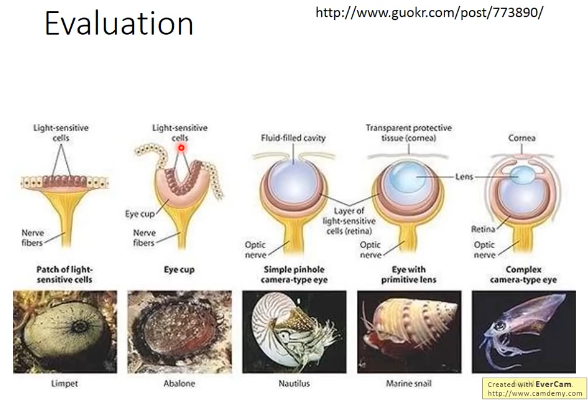 Evaluation
http://www.guokr.com/post/773890/
Light-sensitive
cells
Nerve
fibers
Patch of light-
sensitive cells
Light-sensitive
cells
Eye cup
Nerve
fibers
Eye cup
Fluid-filled cavity
Layer of
light-sensitive
cells (retina)
Optic
nerve
Simple pinhole
camera-type eye
Transparent protective
tissue (cornea)
Lens
Optic
nerve
Eye with
primitive lens
Cornea
Retina
Optic
nerve
Complex
camera-type eye
Limpet
Abalone
Nautilus
Marine snail
Created with EverCam.
http://www.camdemy.com